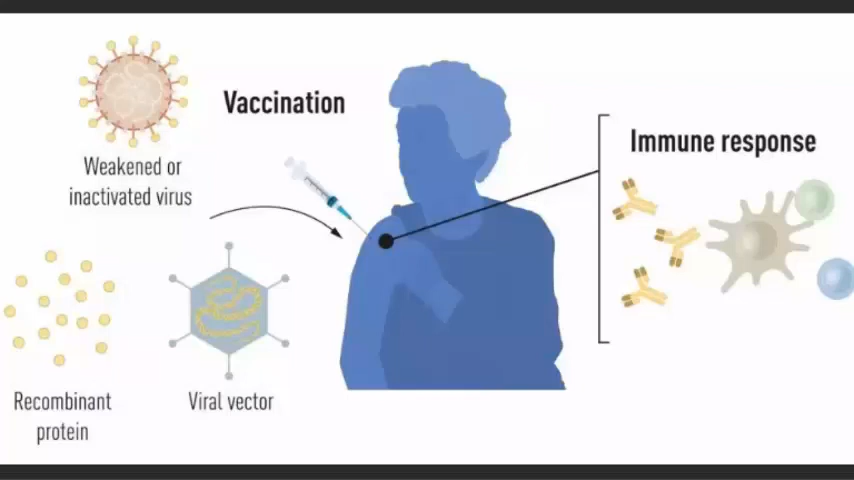 Vaccination
Weakened or
inactivated virus
Recombinant
protein
Viral vector
Immune response